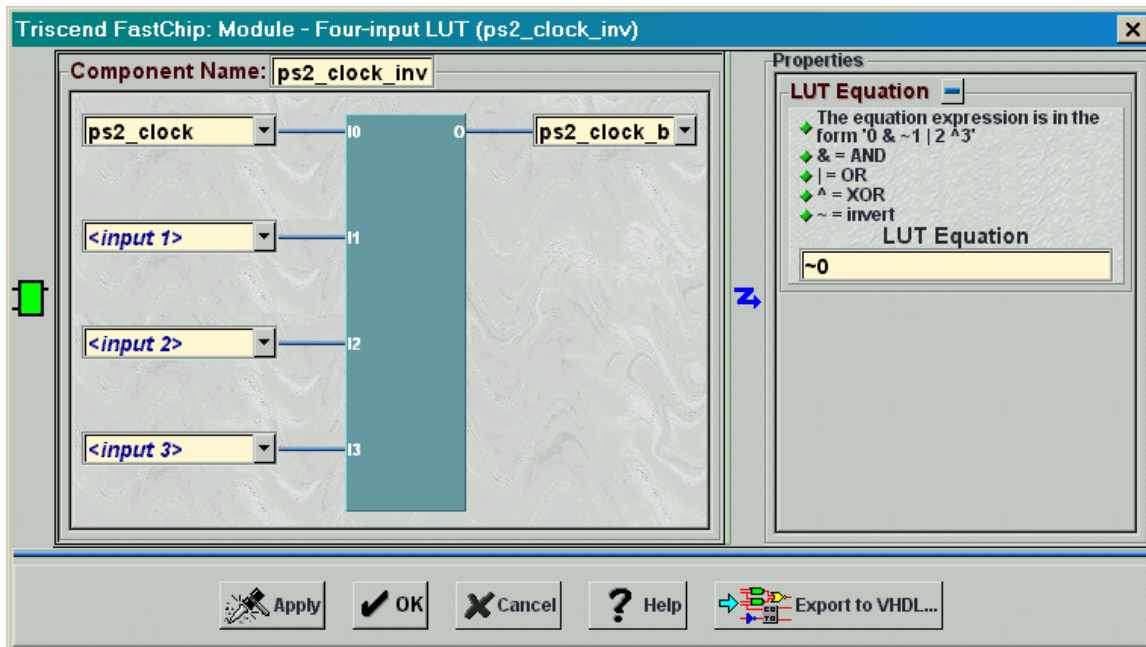 Triscend FastChip: Module - Four-input LUT (ps2_clock_inv)
Component Name: ps2_clock_inv
ps2_clock
I0
O
ps2_clock_b
<input 1>
I1
<input 2>
I2
<input 3>
I3
Properties
LUT Equation
The equation expression is in the
form '0 & ~1 | 2 ^3'
& = AND
| = OR
^ = XOR
~ = invert
LUT Equation
~0
Apply
OK
Cancel
Help
Export to VHDL...